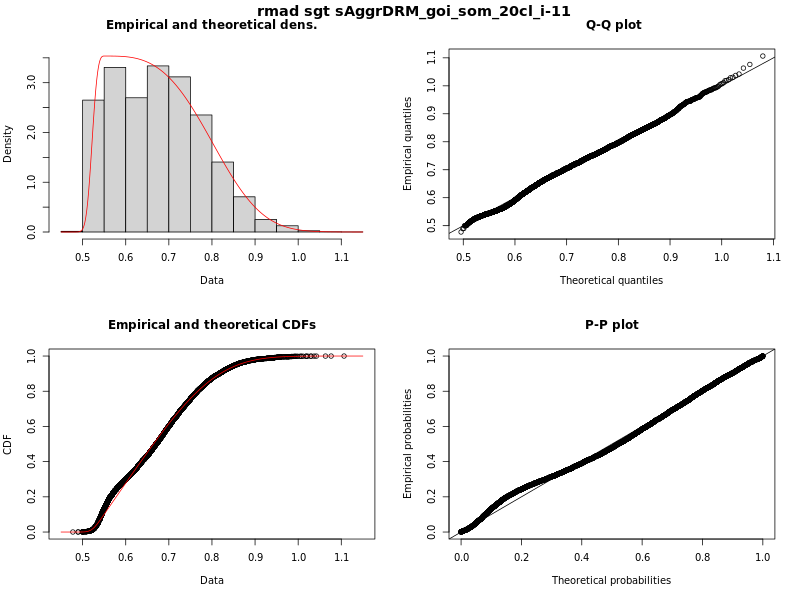 rmad sgt sAggrDRM_goi_som_20cl_i-11
Empirical and theoretical dens.
Density
0.0 1.0 2.0 3.0
0.5 0.6 0.7 0.8 0.9 1.0 1.1
Data
Q-Q plot
Empirical quantiles
0.5 0.6 0.7 0.8 0.9 1.0 1.1
0.5 0.6 0.7 0.8 0.9 1.0 1.1
Theoretical quantiles
Empirical and theoretical CDFs
CDF
0.0 0.2 0.4 0.6 0.8 1.0
0.5 0.6 0.7 0.8 0.9 1.0 1.1
Data
P-P plot
Empirical probabilities
0.0 0.2 0.4 0.6 0.8 1.0
0.0 0.2 0.4 0.6 0.8 1.0
Theoretical probabilities